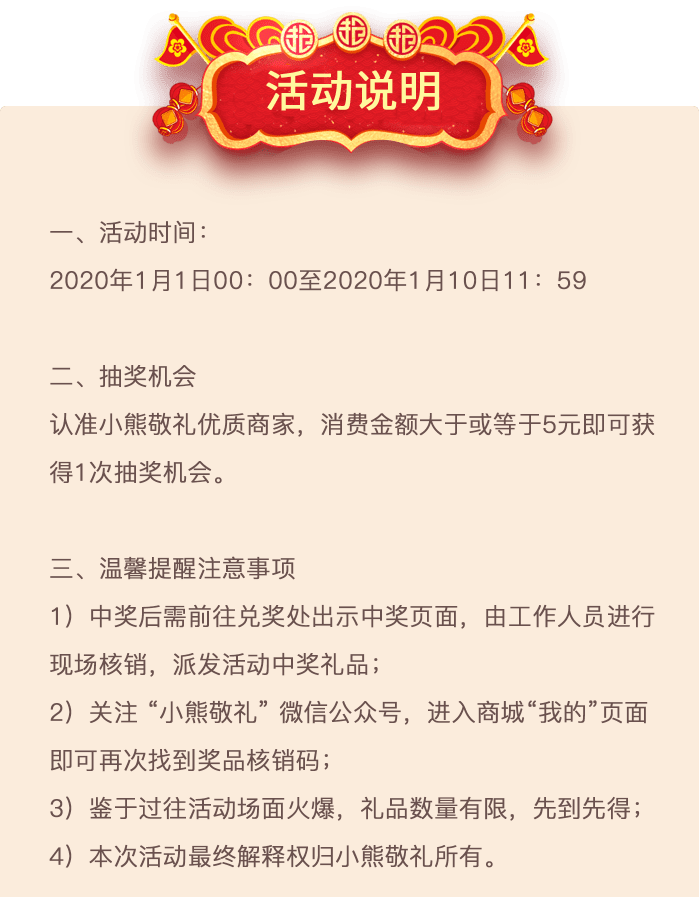 活动说明
一、活动时间：
2020年1月1日00：00至2020年1月10日11：59
二、抽奖机会
认准小熊敬礼优质商家，消费金额大于或等于5元即可获
得1次抽奖机会。
三、温馨提醒注意事项
1）中奖后需前往兑奖处出示中奖页面，由工作人员进行
现场核销，派发活动中奖礼品；
2）关注 “小熊敬礼” 微信公众号，进入商城“我的”页面
即可再次找到奖品核销码；
3）鉴于过往活动场面火爆，礼品数量有限，先到先得；
4）本次活动最终解释权归小熊敬礼所有。